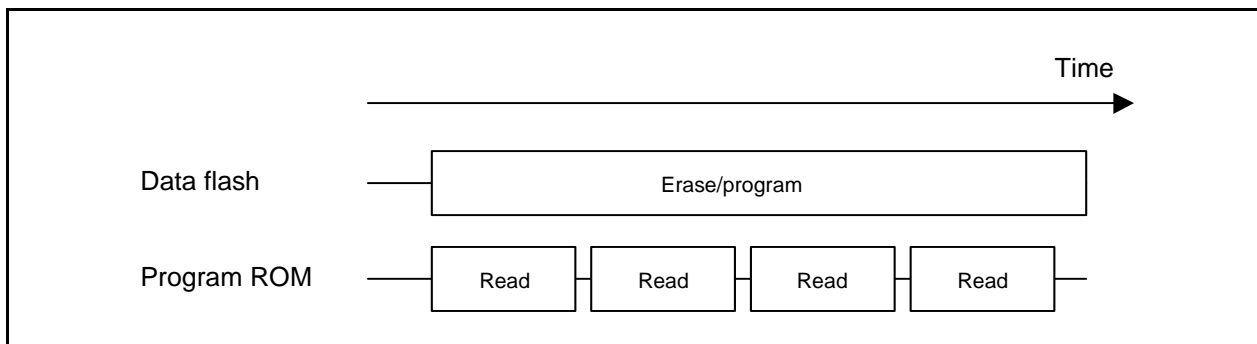 Time
Data flash
Erase/program
Program ROM
Read
Read
Read
Read